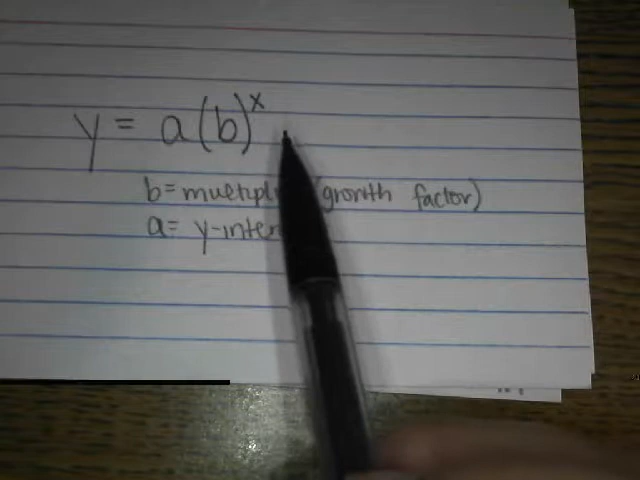 y = a(b)^x
b = multipl (growth factor)
a = y-inter